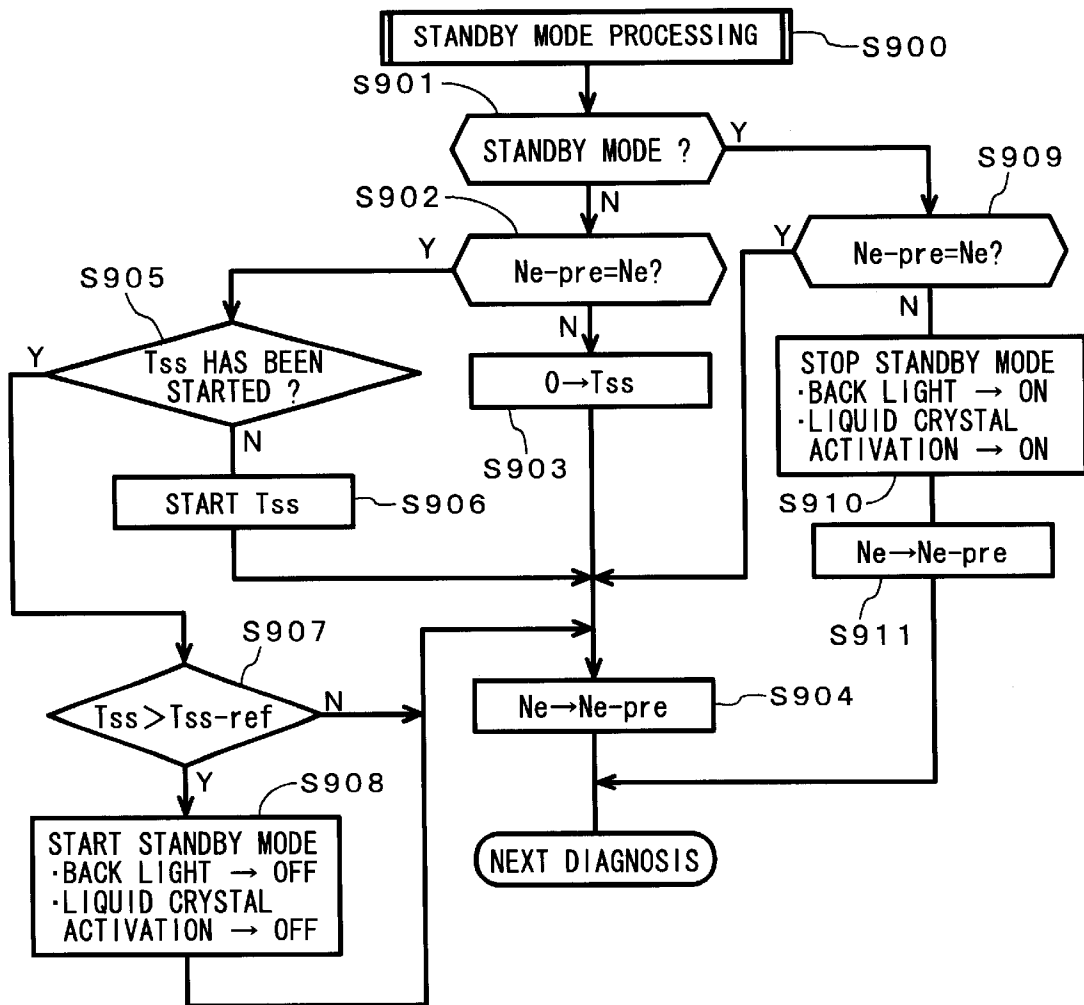 STANDBY MODE PROCESSING
S900
S901
STANDBY MODE ?
Y
N
S909
S902
Y
Ne-pre=Ne?
Y
Ne-pre=Ne?
S905
N
N
Y
Tss HAS BEEN
STARTED ?
0→Tss
STOP STANDBY MODE
·BACK LIGHT → ON
·LIQUID CRYSTAL
ACTIVATION → ON
N
S903
START Tss
S906
S910
Ne→Ne-pre
S911
S907
Tss>Tss-ref
N
Ne→Ne-pre
S904
Y
S908
START STANDBY MODE
·BACK LIGHT → OFF
·LIQUID CRYSTAL
ACTIVATION → OFF
NEXT DIAGNOSIS